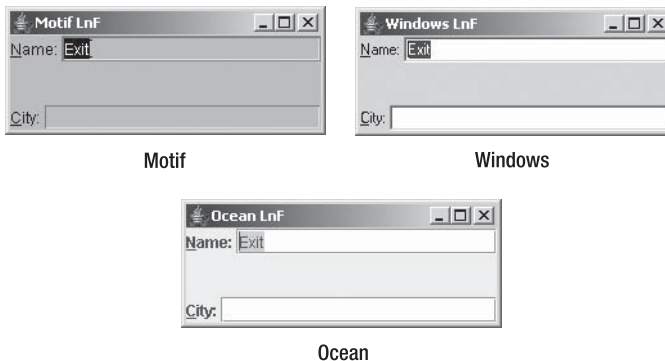 Motif LnF
Name: Exit
City:
Motif
Windows LnF
Name: Exit
City:
Windows
Ocean LnF
Name: Exit
City:
Ocean